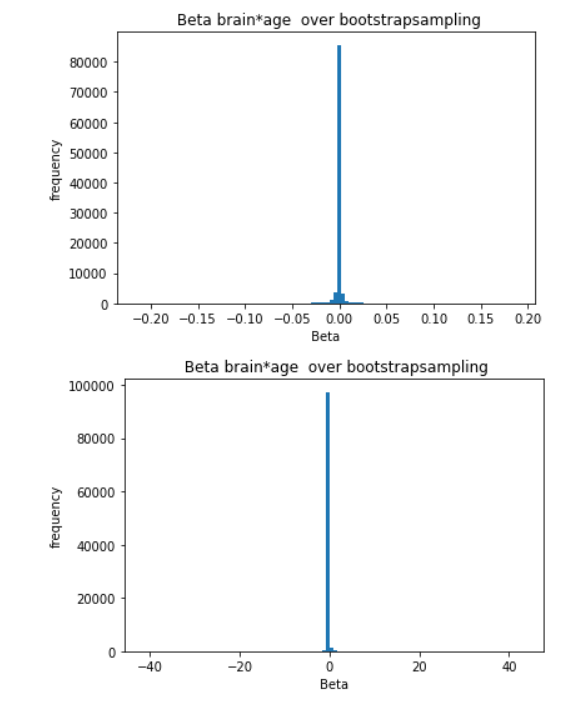 Beta brain*age  over bootstrapsampling
80000
70000
60000
50000
40000
30000
20000
10000
0
frequency
−0.20 −0.15 −0.10 −0.05 0.00 0.05 0.10 0.15 0.20
Beta
Beta brain*age  over bootstrapsampling
100000
80000
60000
40000
20000
0
frequency
−40 −20 0 20 40
Beta